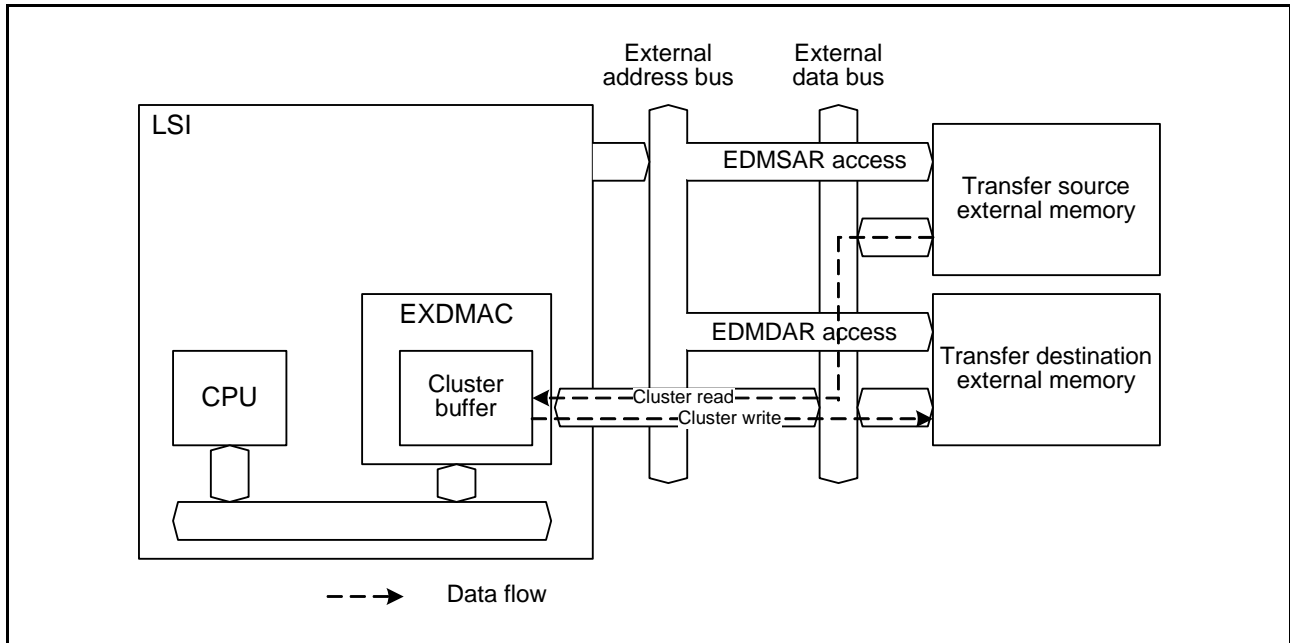 External
address bus
External
data bus
LSI
EDMSAR access
Transfer source
external memory
EXDMAC
EDMDAR access
CPU
Cluster
buffer
Transfer destination
external memory
Cluster read
Cluster write
Data flow